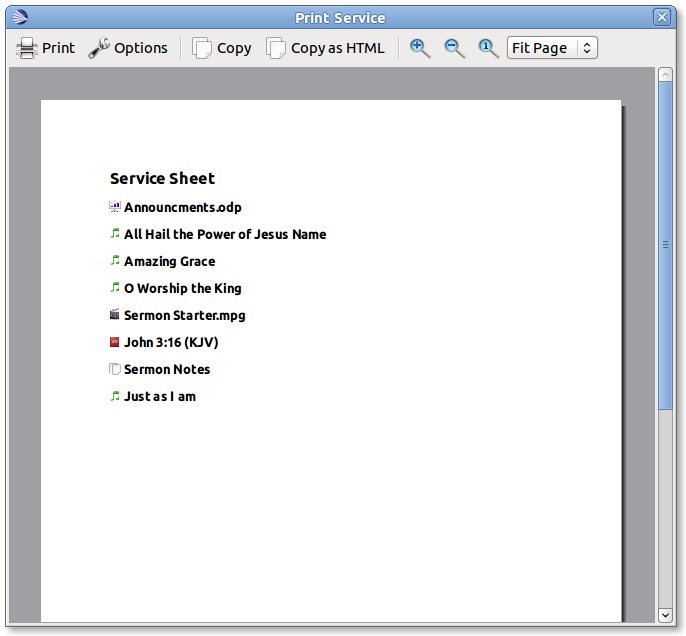 Print Service
Print Options Copy Copy as HTML Fit Page
Service Sheet
Announcments.odp
All Hail the Power of Jesus Name
Amazing Grace
O Worship the King
Sermon Starter.mpg
John 3:16 (KJV)
Sermon Notes
Just as I am